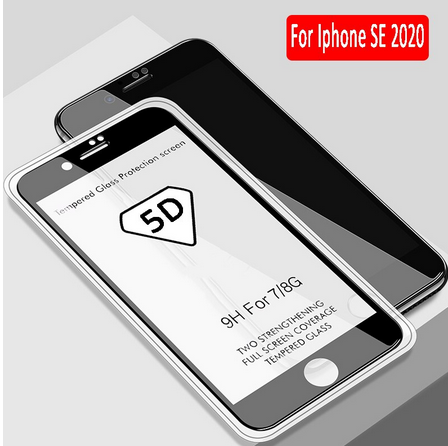 For Iphone SE 2020
Tempered Glass Protection screen
5D
9H For 7/8G
TWO STRENGTHENING
FULL SCREEN COVERAGE
TEMPERED GLASS